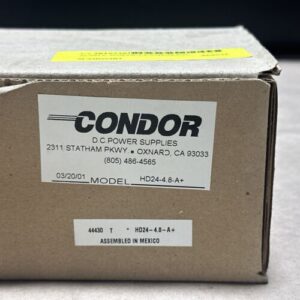 CONDOR
D.C. POWER SUPPLIES
2311 STATHAM PKWY. • OXNARD, CA 93033
(805) 486-4565
03/20/01 MODEL HD24-4.8-A+
44430 T * HD24-4.8-A+
ASSEMBLED IN MEXICO